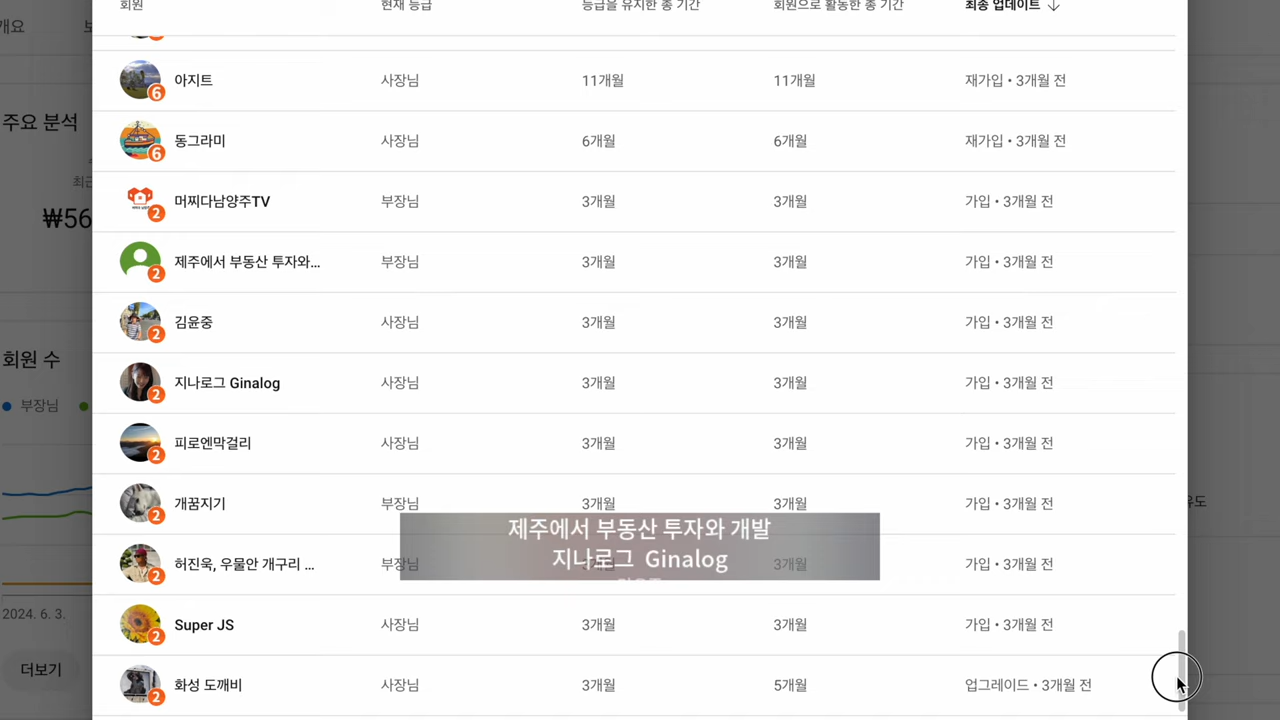 회원 현재 등급 등급을 유지한 총 기간 회원으로 활동한 총 기간 최종 업데이트 ↓
개요
아지트 사장님 11개월 11개월 재가입 • 3개월 전
6
주요 분석
동그라미 사장님 6개월 6개월 재가입 • 3개월 전
6
최근
머찌다남양주TV 부장님 3개월 3개월 가입 • 3개월 전
2
₩56
제주에서 부동산 투자와... 부장님 3개월 3개월 가입 • 3개월 전
2
김윤중 사장님 3개월 3개월 가입 • 3개월 전
2
회원 수
지나로그 Ginalog 사장님 3개월 3개월 가입 • 3개월 전
2
부장님
피로엔막걸리 사장님 3개월 3개월 가입 • 3개월 전
2
개꿈지기 부장님 3개월 3개월 가입 • 3개월 전
2
제주에서 부동산 투자와 개발
지나로그 Ginalog
허진욱, 우물안 개구리 ... 부장님 3개월 가입 • 3개월 전
2
2024. 6. 3.
Super JS 사장님 3개월 3개월 가입 • 3개월 전
2
더보기
화성 도깨비 사장님 3개월 5개월 업그레이드 • 3개월 전
2